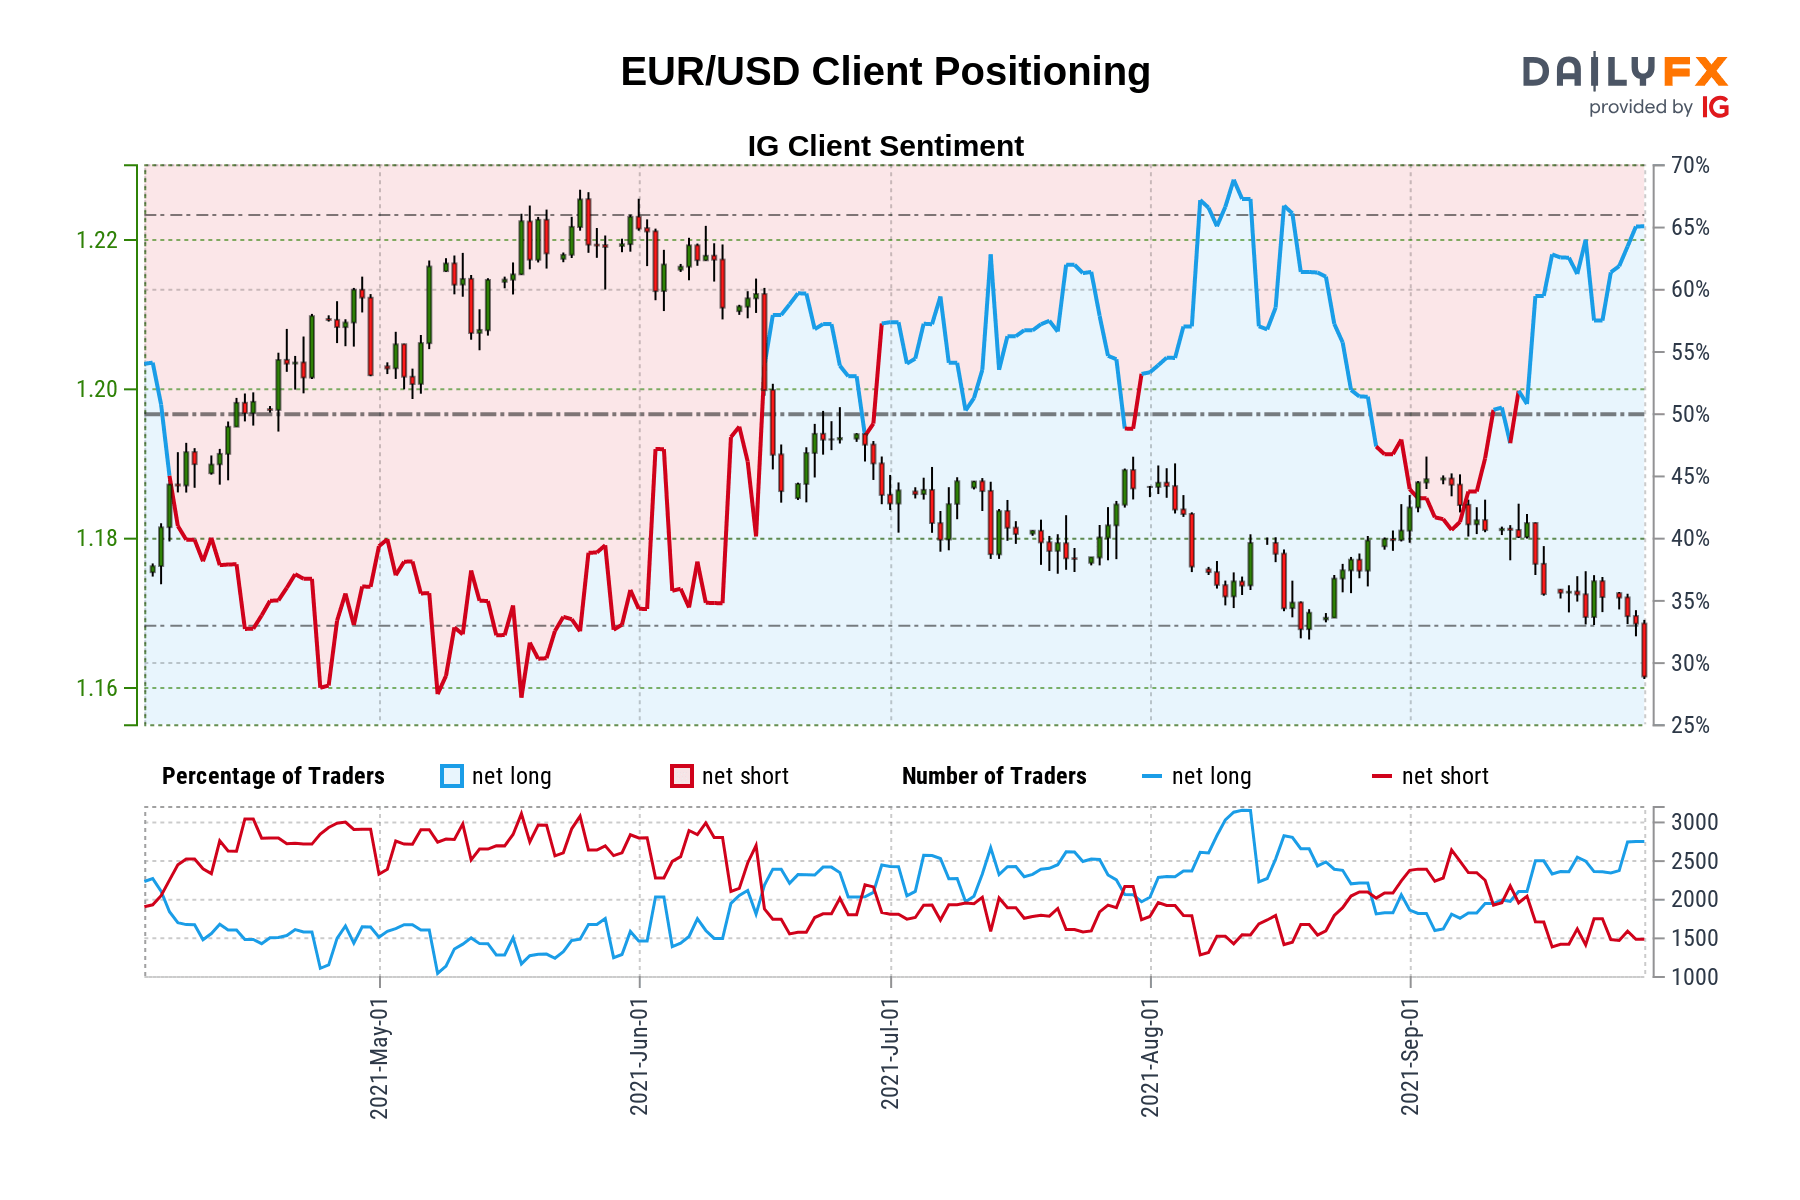 EUR/USD Client Positioning
DAILYFX
provided by IG
IG Client Sentiment
1.22
1.20
1.18
1.16
70%
65%
60%
55%
50%
45%
40%
35%
30%
25%
Percentage of Traders net long net short Number of Traders net long net short
3000
2500
2000
1500
1000
2021-May-01
2021-Jun-01
2021-Jul-01
2021-Aug-01
2021-Sep-01